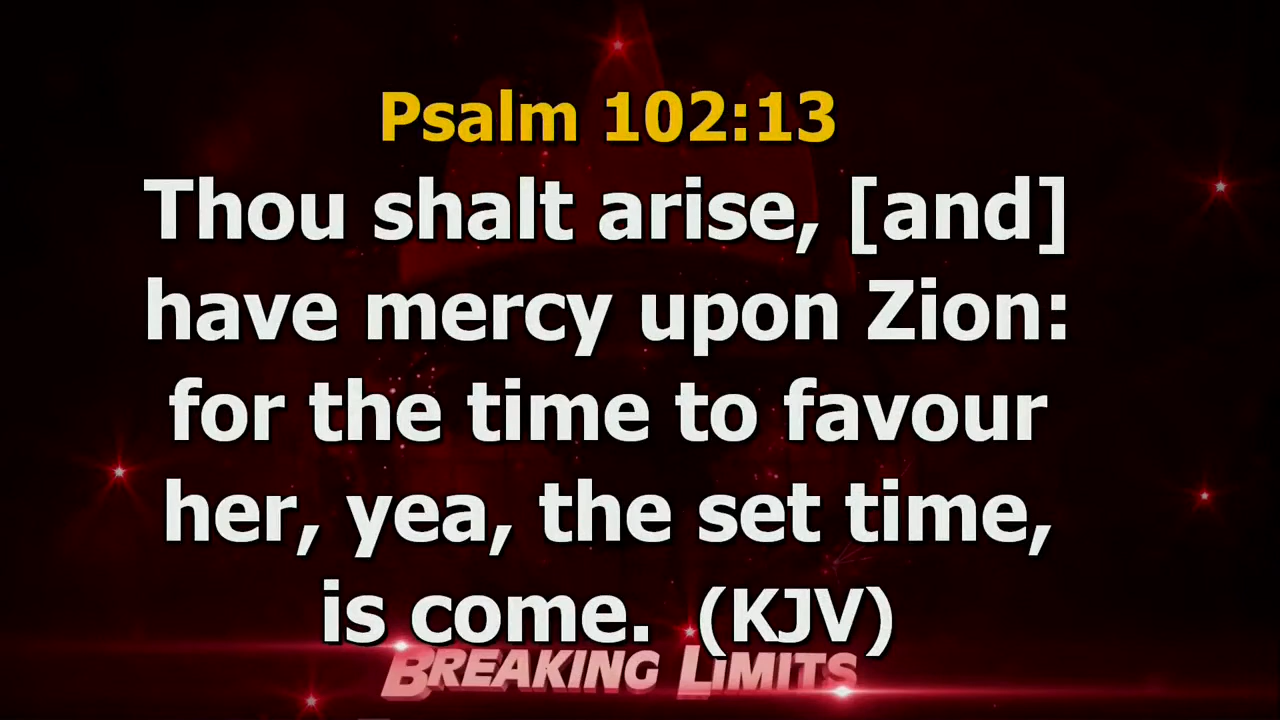 Psalm 102:13
Thou shalt arise, [and]
have mercy upon Zion:
for the time to favour
her, yea, the set time,
is come. (KJV)
BREAKING LIMITS